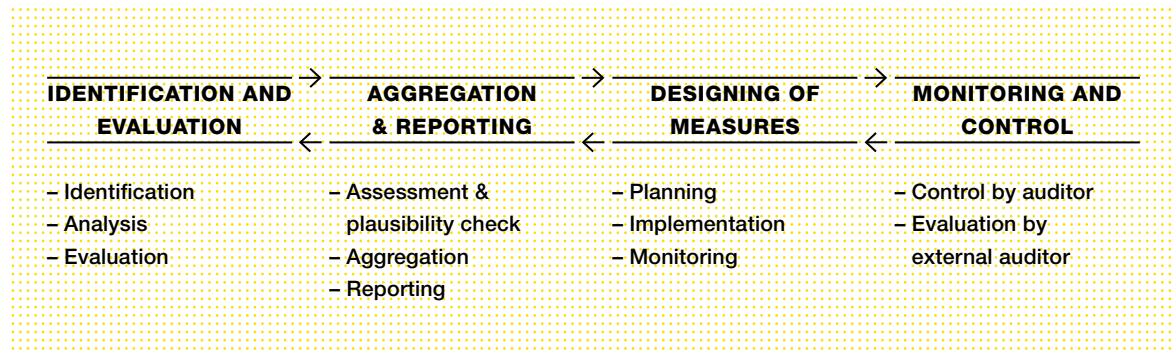 IDENTIFICATION AND
EVALUATION
– Identification
– Analysis
– Evaluation
AGGREGATION
& REPORTING
– Assessment &
plausibility check
– Aggregation
– Reporting
DESIGNING OF
MEASURES
– Planning
– Implementation
– Monitoring
MONITORING AND
CONTROL
– Control by auditor
– Evaluation by
external auditor